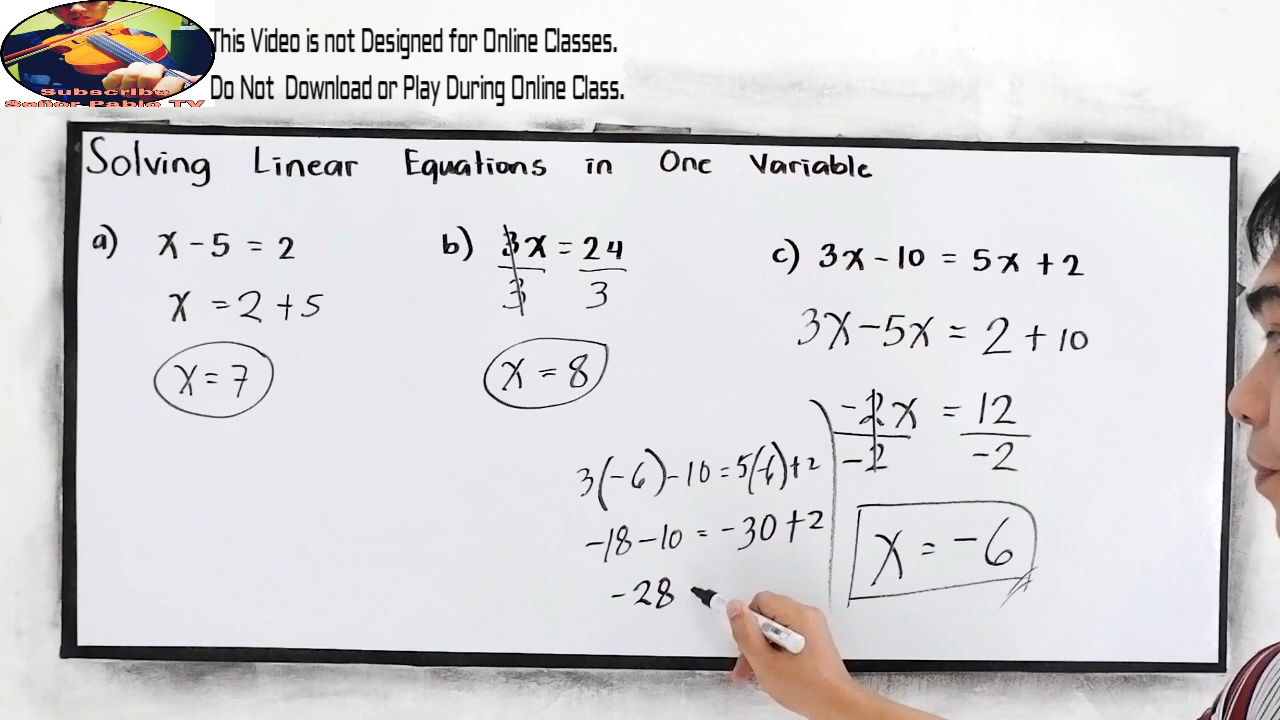 This Video is not Designed for Online Classes.
Do Not Download or Play During Online Class.
Subscribe
Señor Pablo TV
Solving Linear Equations in One Variable
a) x - 5 = 2
x = 2 + 5
x = 7
b) 3x = 24
3 3
x = 8
c) 3x - 10 = 5x + 2
3x - 5x = 2 + 10
-2x = 12
-2 -2
x = -6
3(-6) - 10 = 5(-6) + 2
-18 - 10 = -30 + 2
-28